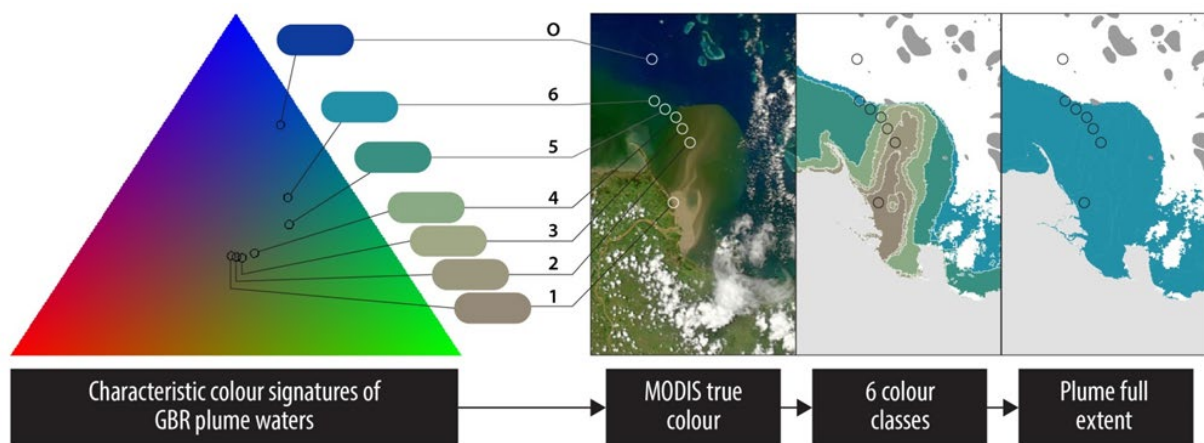 O
6
5
4
3
2
1
Characteristic colour signatures of
GBR plume waters
MODIS true
colour
6 colour
classes
Plume full
extent